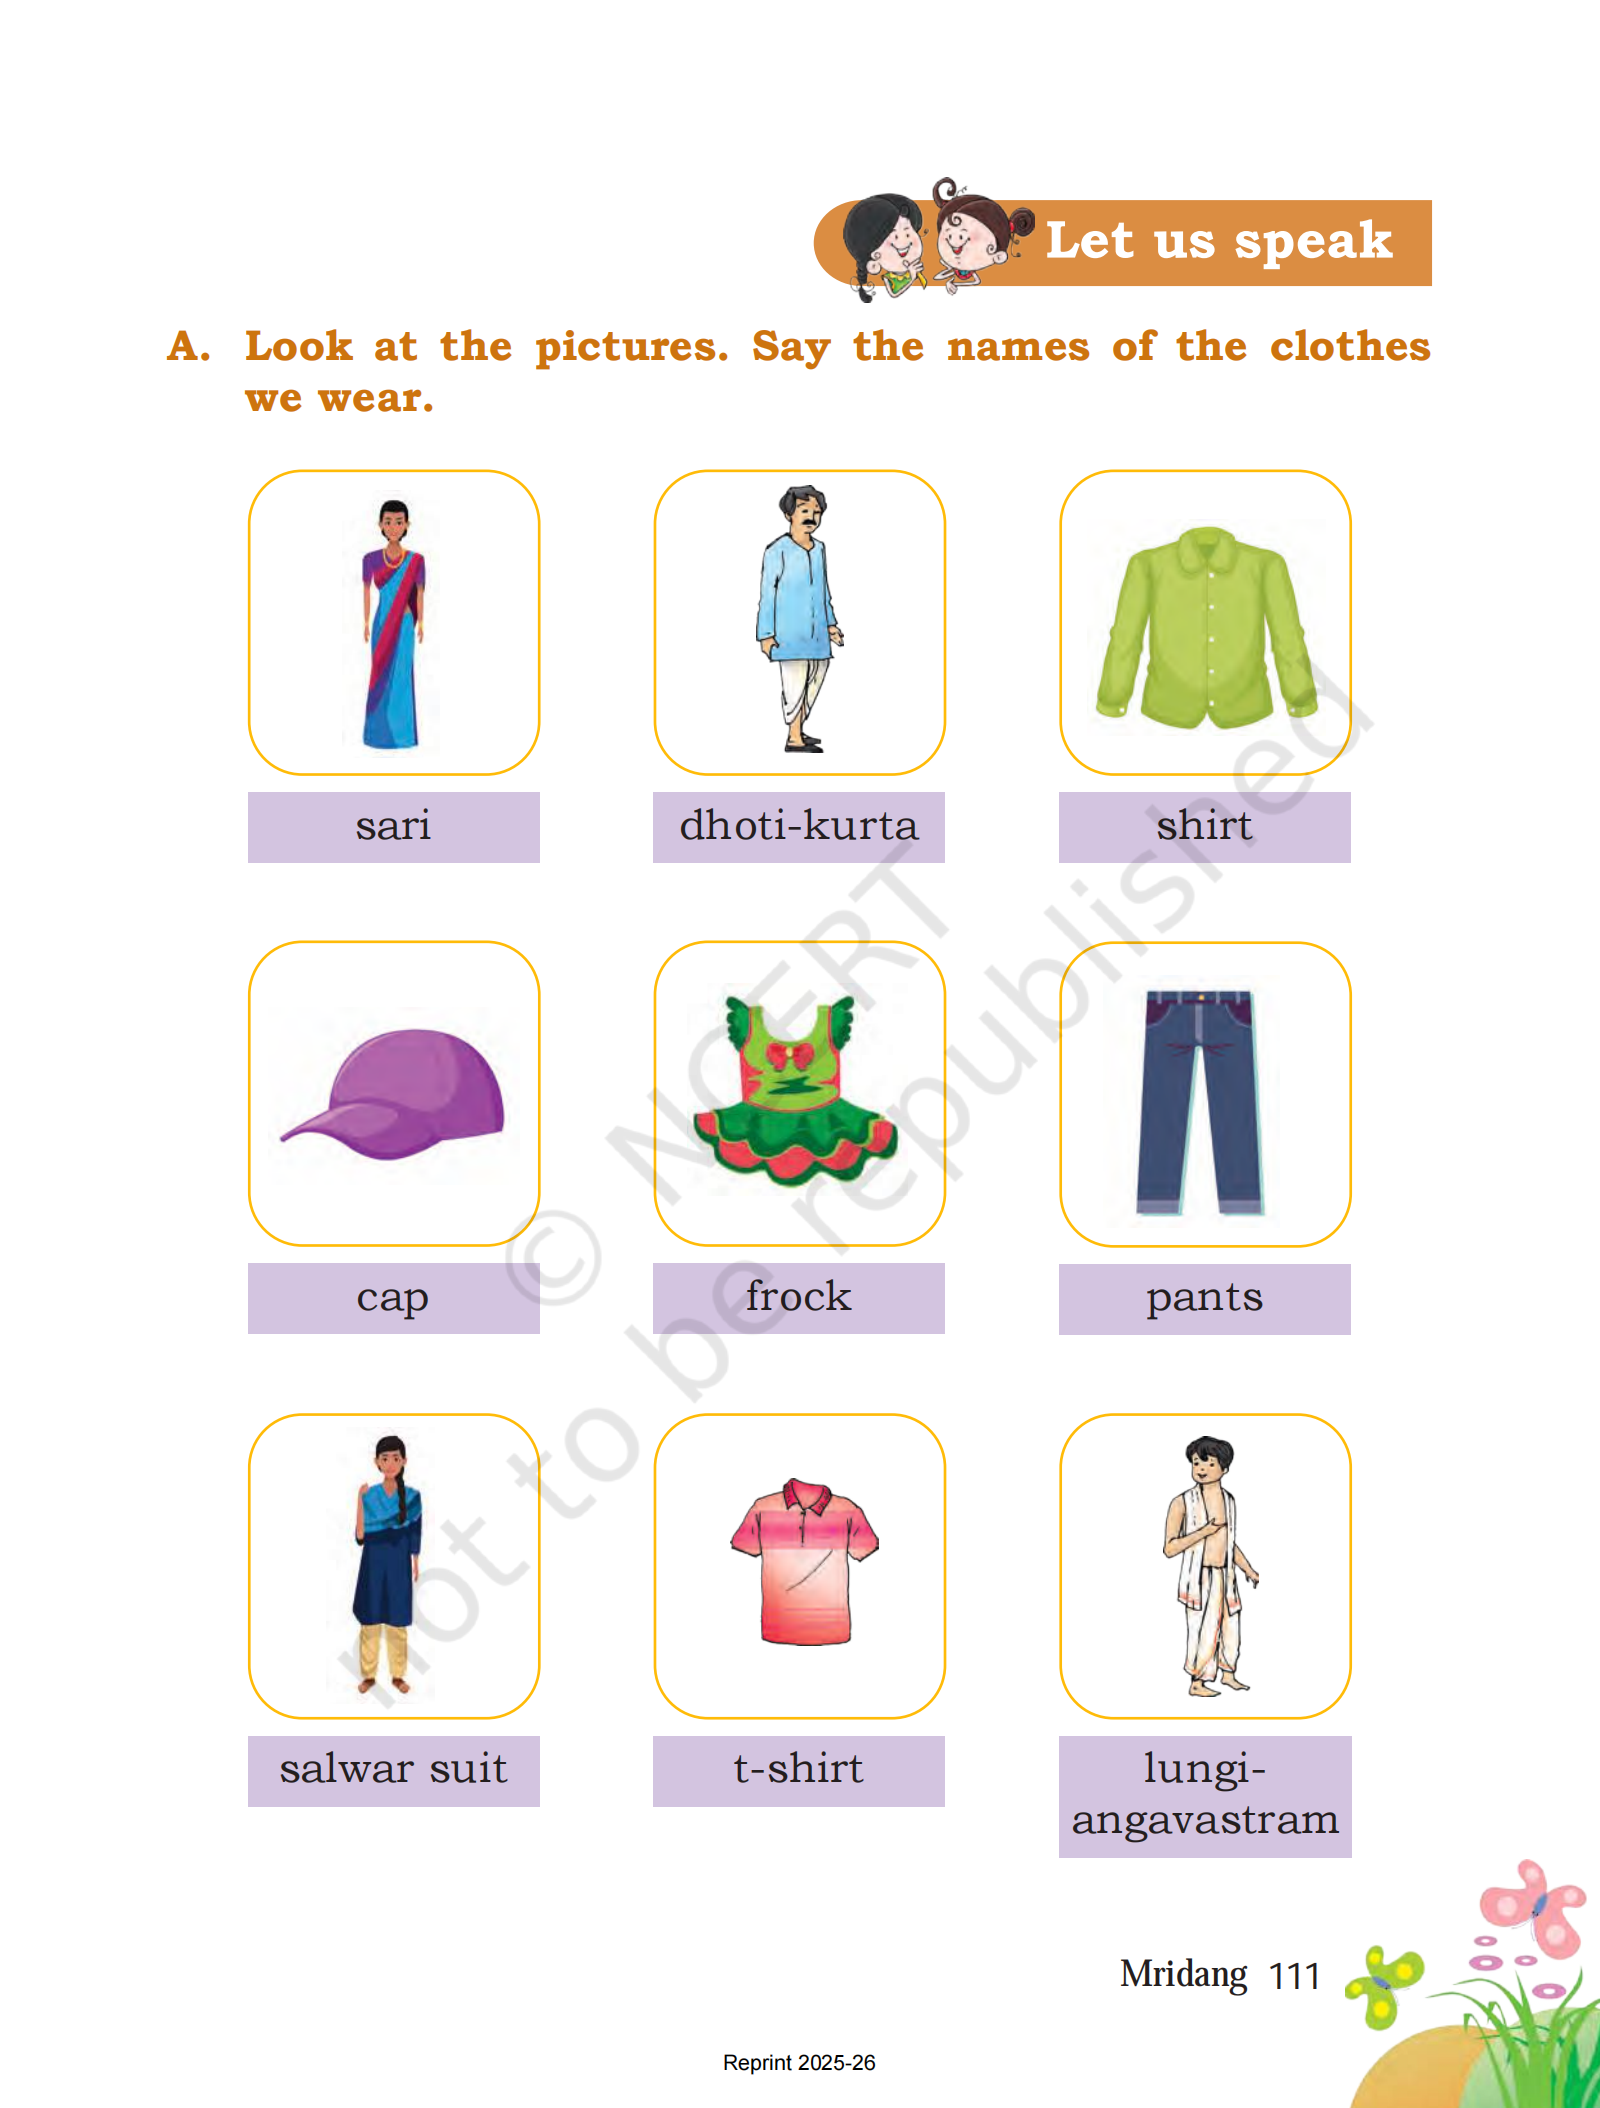 Let us speak
A. Look at the pictures. Say the names of the clothes
we wear.
sari
dhoti-kurta
shirt
cap
frock
pants
salwar suit
t-shirt
lungi-
angavastram
© NCERT
not to be republished
Mridang 111
Reprint 2025-26